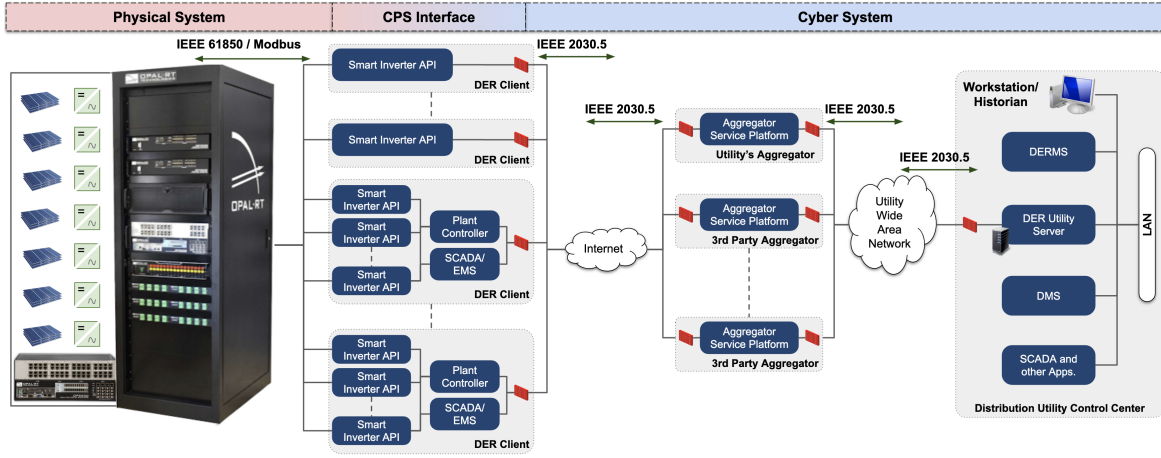 Physical System
CPS Interface
Cyber System
IEEE 61850 / Modbus
IEEE 2030.5
OPAL-RT
TECHNOLOGIES
OPAL-RT
OPAL-RT
Smart Inverter API
DER Client
Smart Inverter API
DER Client
Smart
Inverter API
Smart
Inverter API
Smart
Inverter API
Plant
Controller
SCADA/
EMS
DER Client
Smart
Inverter API
Smart
Inverter API
Smart
Inverter API
Plant
Controller
SCADA/
EMS
DER Client
Internet
IEEE 2030.5
IEEE 2030.5
Aggregator
Service Platform
Utility's Aggregator
Aggregator
Service Platform
3rd Party Aggregator
Aggregator
Service Platform
3rd Party Aggregator
Utility
Wide
Area
Network
IEEE 2030.5
Workstation/
Historian
DERMS
DER Utility
Server
DMS
SCADA and
other Apps.
LAN
Distribution Utility Control Center